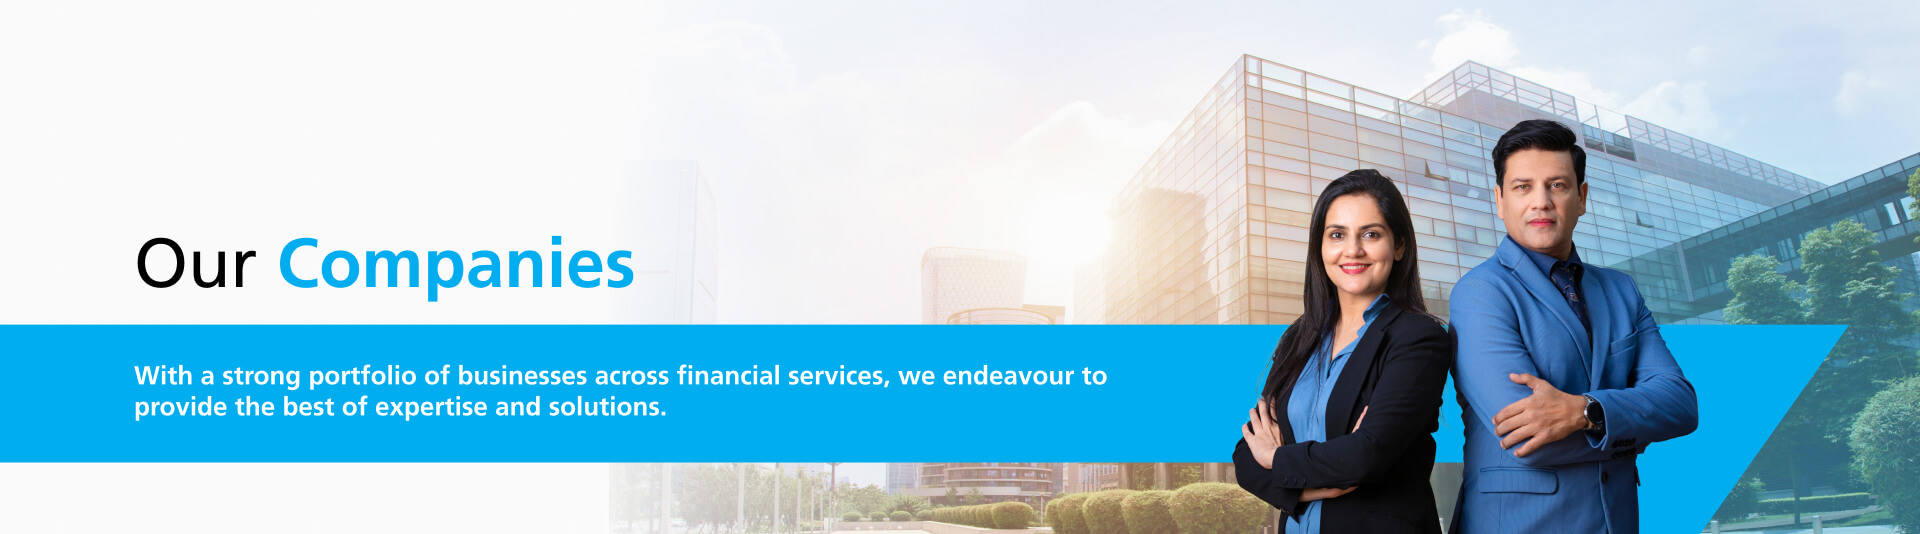 Our Companies
With a strong portfolio of businesses across financial services, we endeavour to
provide the best of expertise and solutions.